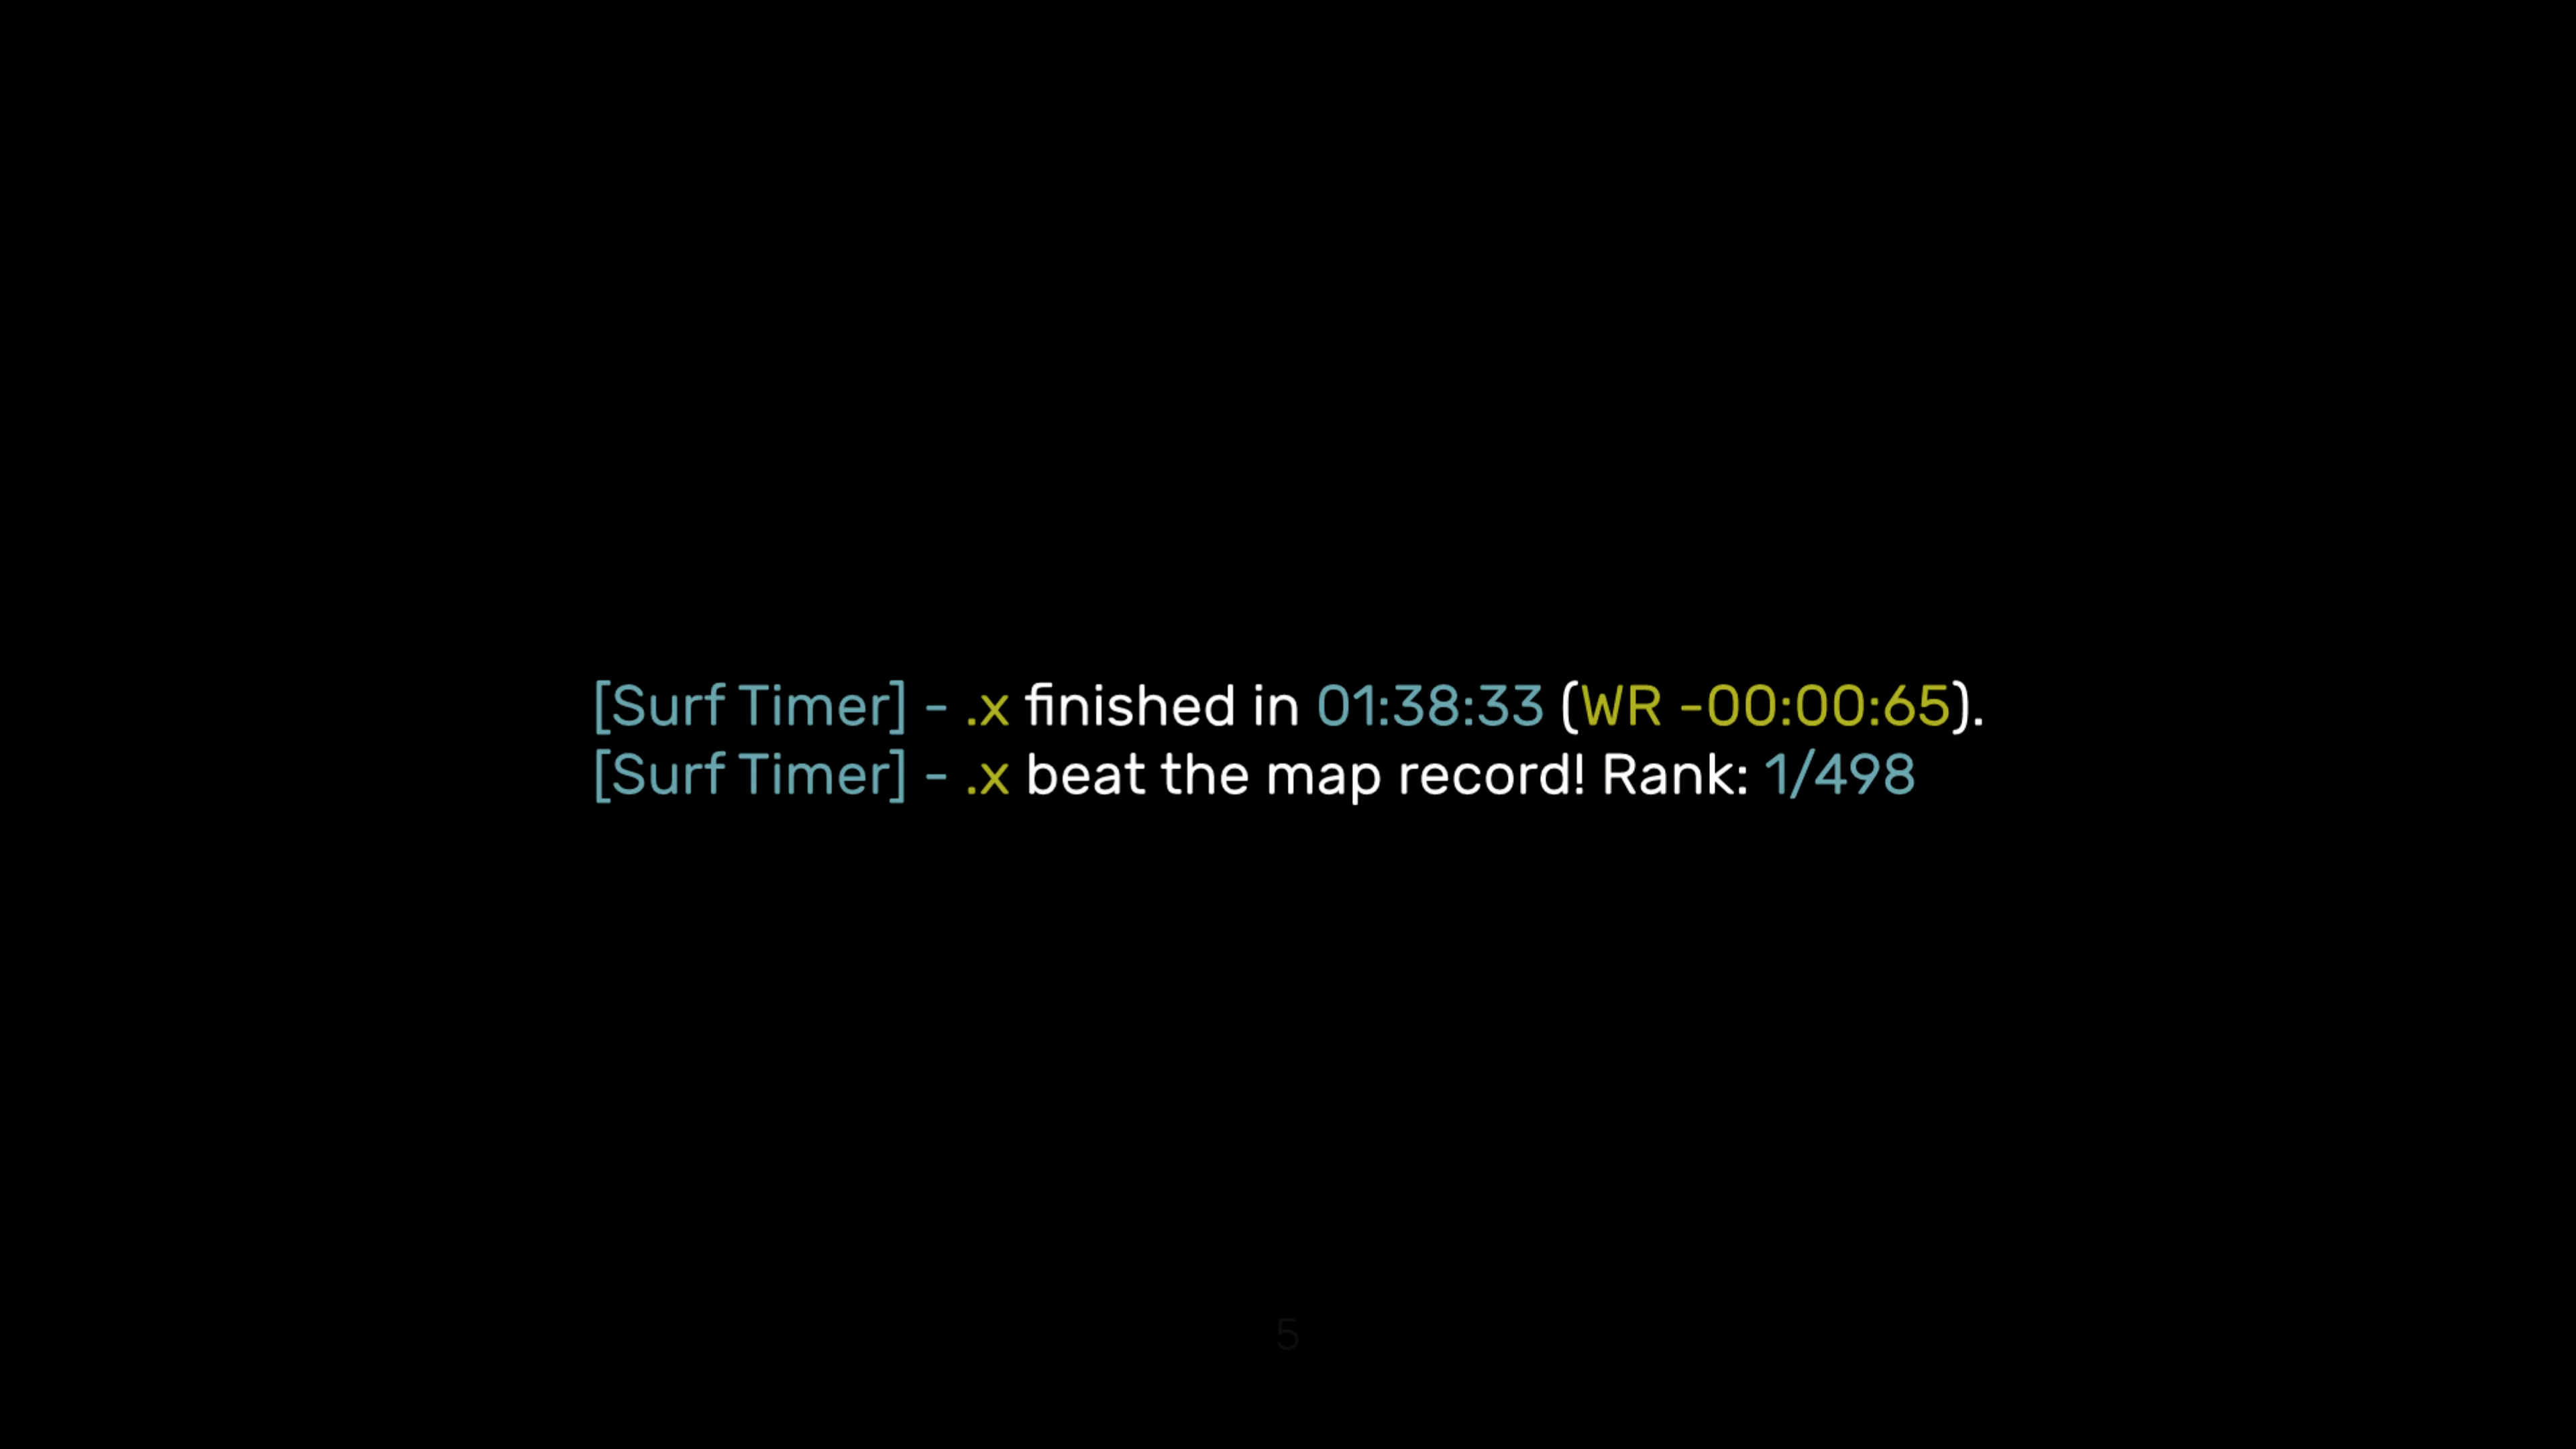 [Surf Timer] - .x finished in 01:38:33 (WR -00:00:65).
[Surf Timer] - .x beat the map record! Rank: 1/498
5